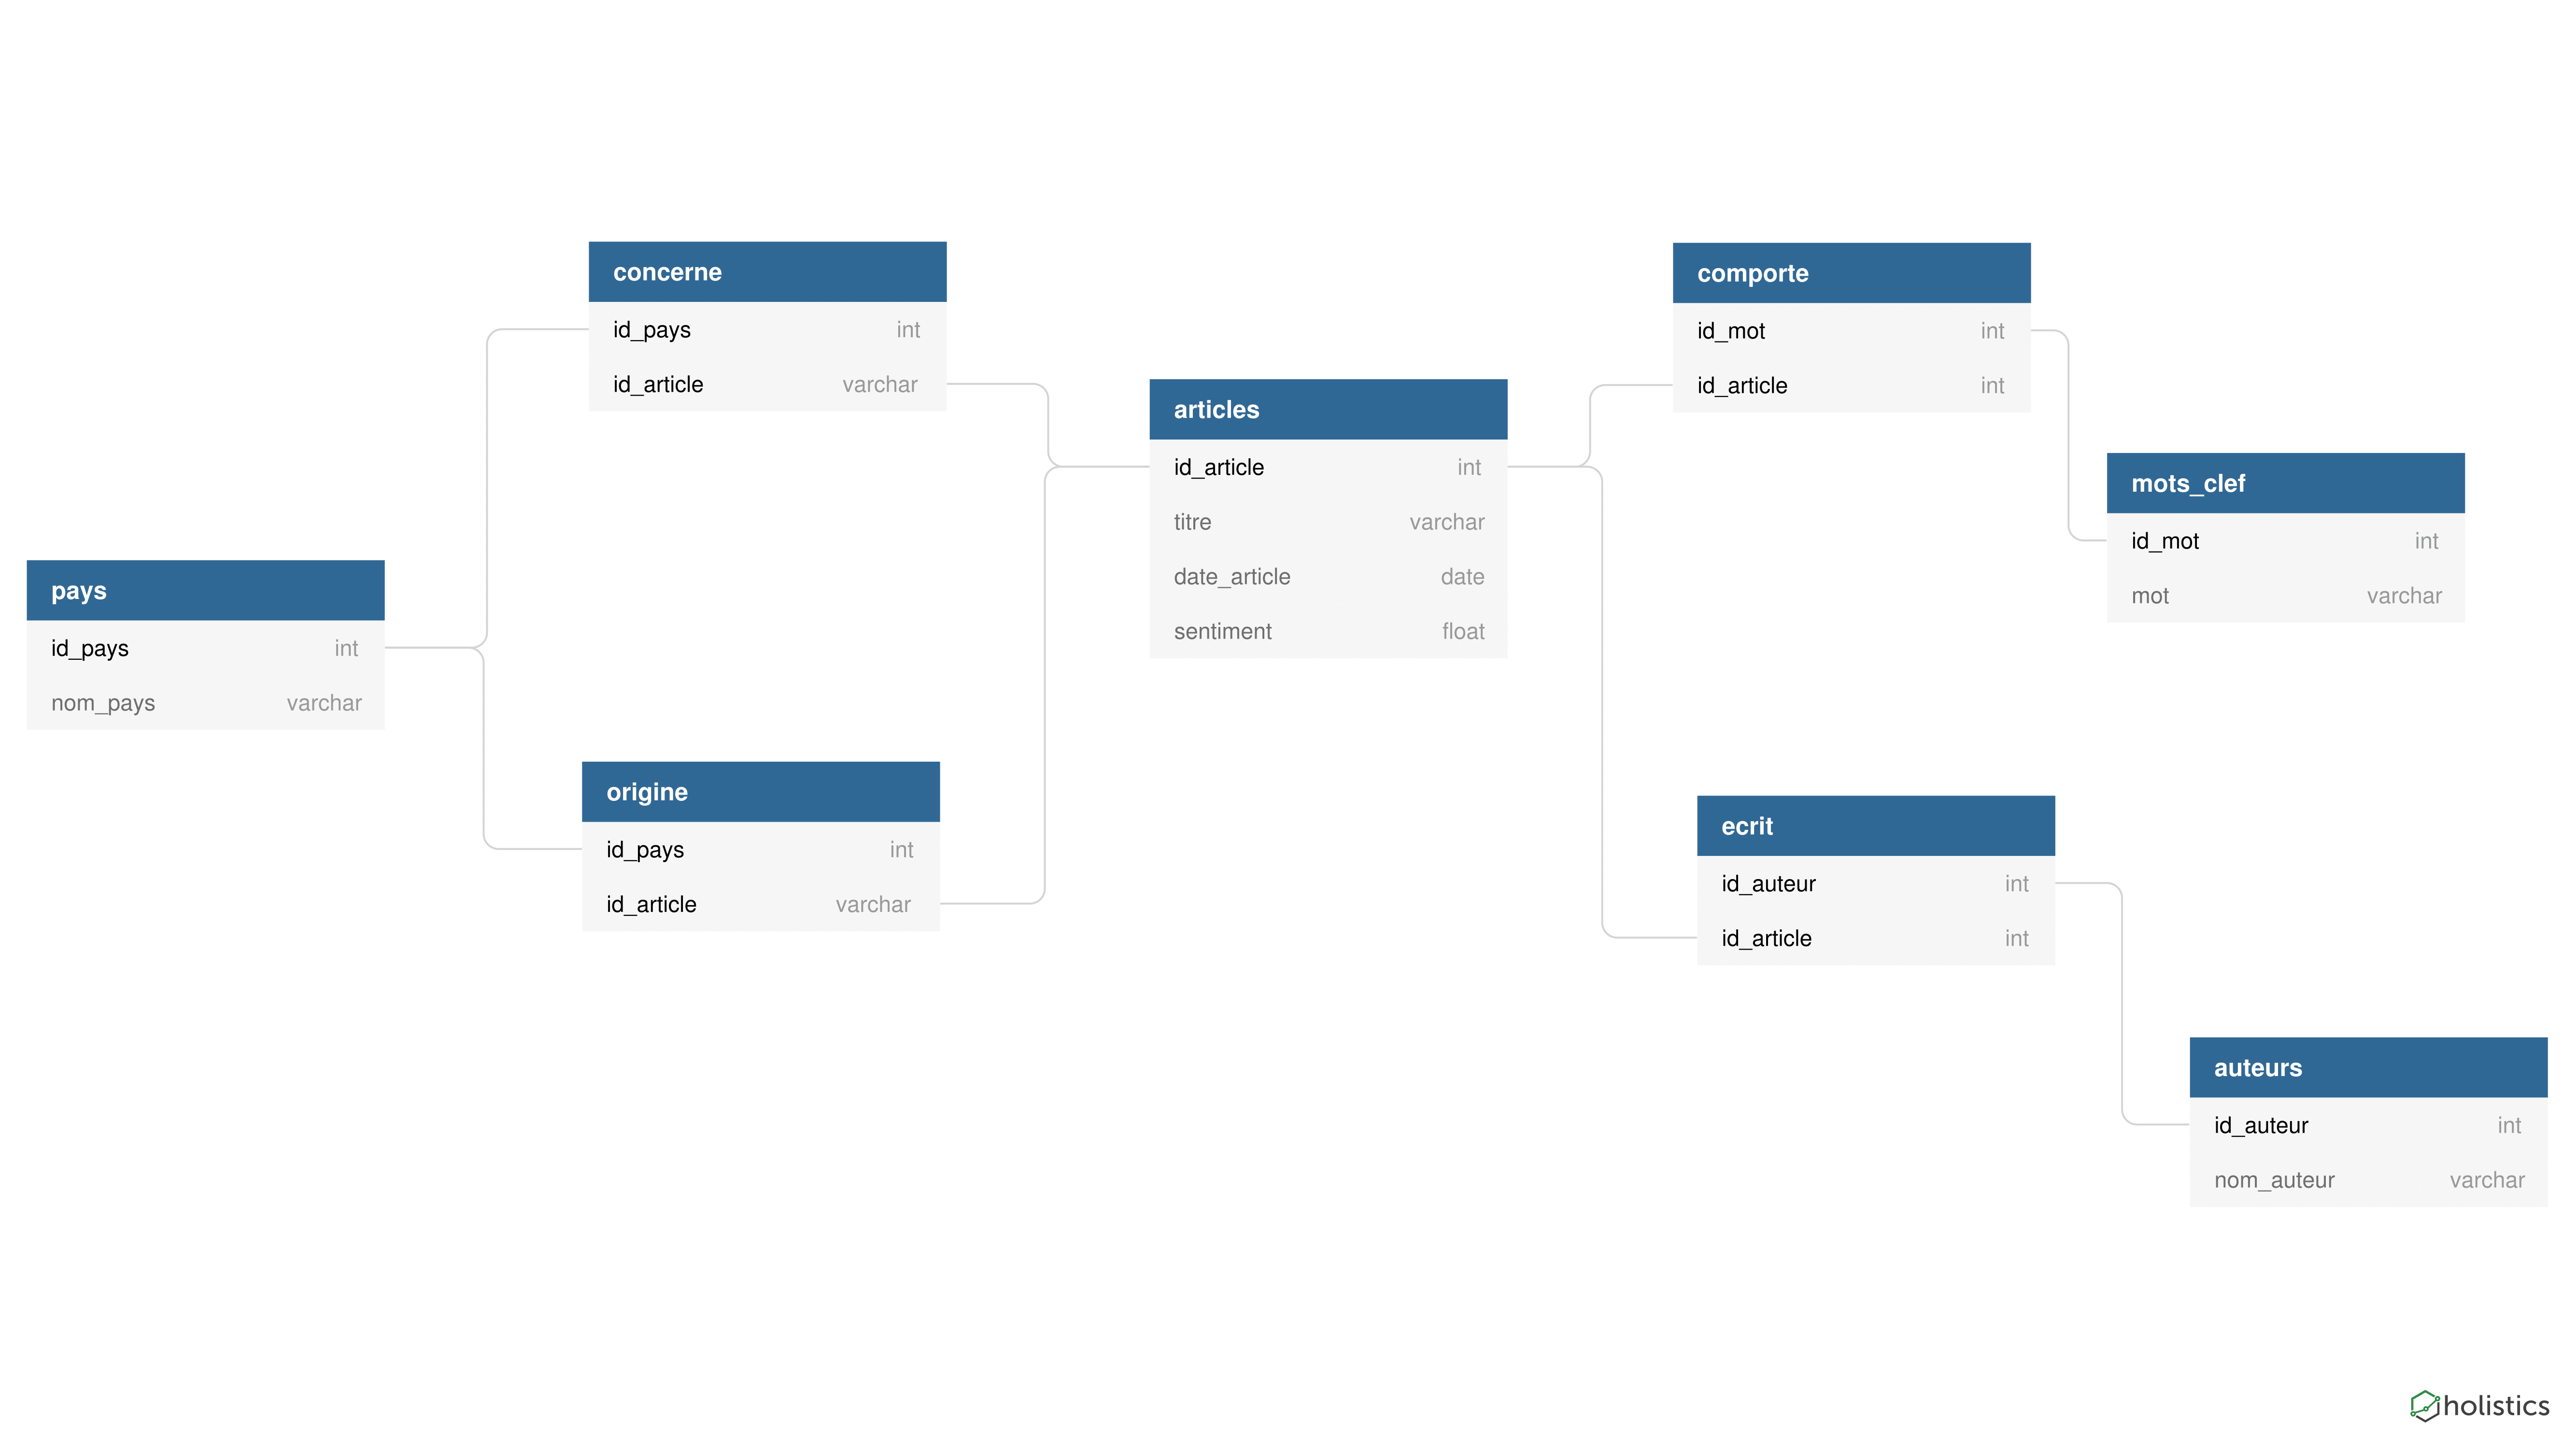 concerne
id_pays int
id_article varchar
comporte
id_mot int
id_article int
articles
id_article int
titre varchar
date_article date
sentiment float
mots_clef
id_mot int
mot varchar
pays
id_pays int
nom_pays varchar
origine
id_pays int
id_article varchar
ecrit
id_auteur int
id_article int
auteurs
id_auteur int
nom_auteur varchar
holistics